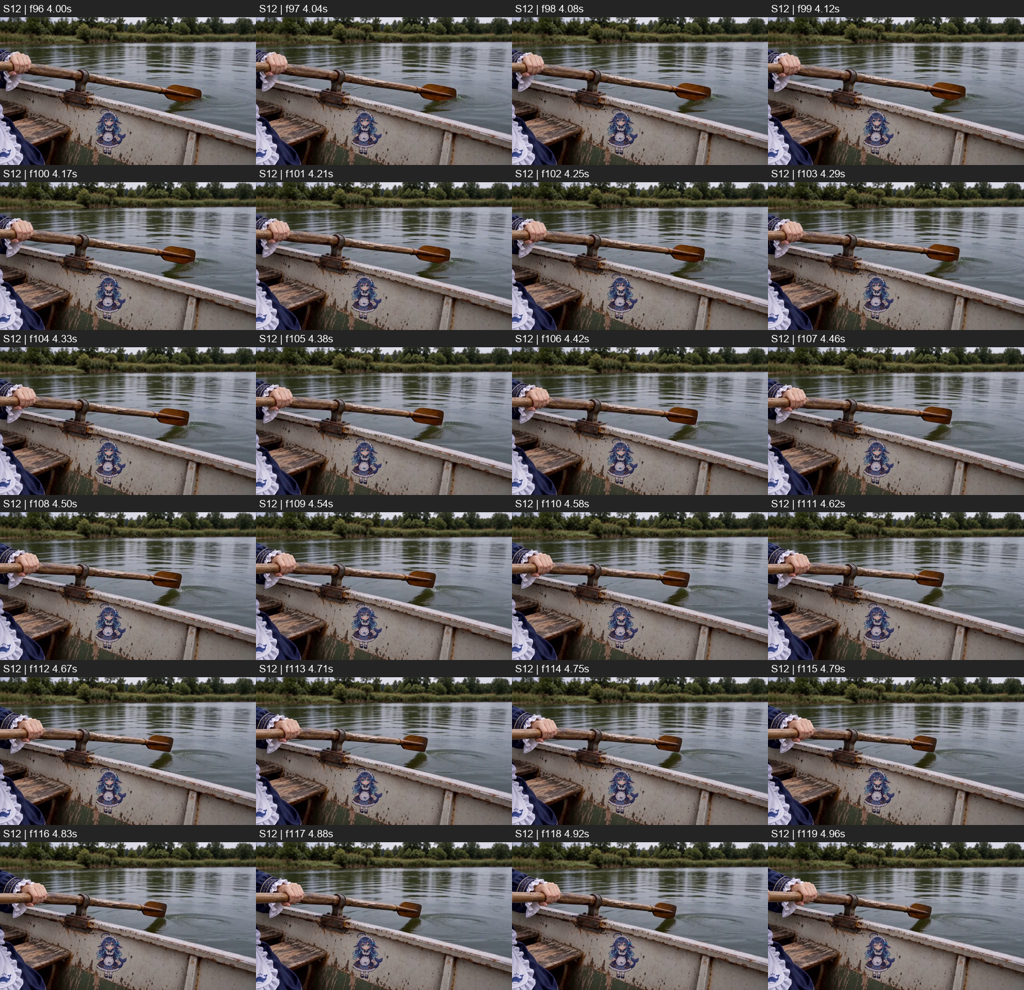 S12 | f96 4.00s
S12 | f97 4.04s
S12 | f98 4.08s
S12 | f99 4.12s
S12 | f100 4.17s
S12 | f101 4.21s
S12 | f102 4.25s
S12 | f103 4.29s
S12 | f104 4.33s
S12 | f105 4.38s
S12 | f106 4.42s
S12 | f107 4.46s
S12 | f108 4.50s
S12 | f109 4.54s
S12 | f110 4.58s
S12 | f111 4.62s
S12 | f112 4.67s
S12 | f113 4.71s
S12 | f114 4.75s
S12 | f115 4.79s
S12 | f116 4.83s
S12 | f117 4.88s
S12 | f118 4.92s
S12 | f119 4.96s